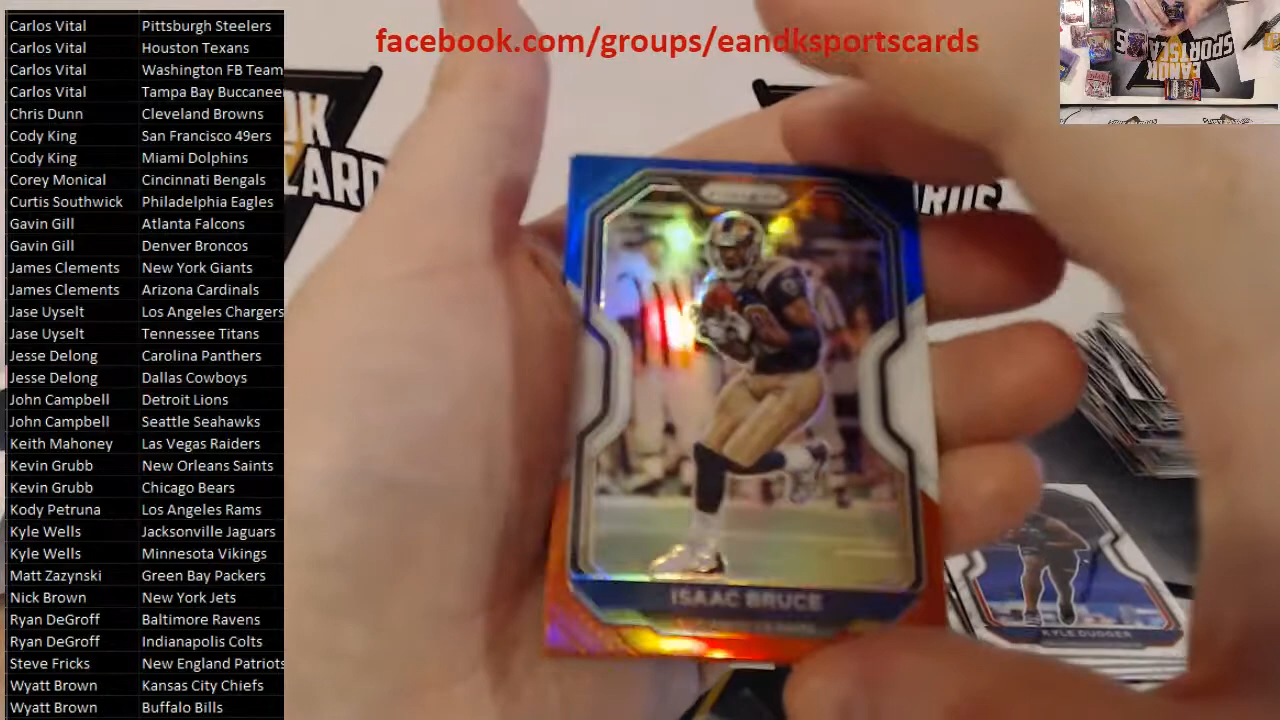 Carlos Vital Pittsburgh Steelers
Carlos Vital Houston Texans
Carlos Vital Washington FB Team
Carlos Vital Tampa Bay Buccanee
Chris Dunn Cleveland Browns
Cody King San Francisco 49ers
Cody King Miami Dolphins
Corey Monical Cincinnati Bengals
Curtis Southwick Philadelphia Eagles
Gavin Gill Atlanta Falcons
Gavin Gill Denver Broncos
James Clements New York Giants
James Clements Arizona Cardinals
Jase Uyselt Los Angeles Chargers
Jase Uyselt Tennessee Titans
Jesse Delong Carolina Panthers
Jesse Delong Dallas Cowboys
John Campbell Detroit Lions
John Campbell Seattle Seahawks
Keith Mahoney Las Vegas Raiders
Kevin Grubb New Orleans Saints
Kevin Grubb Chicago Bears
Kody Petruna Los Angeles Rams
Kyle Wells Jacksonville Jaguars
Kyle Wells Minnesota Vikings
Matt Zazynski Green Bay Packers
Nick Brown New York Jets
Ryan DeGroff Baltimore Ravens
Ryan DeGroff Indianapolis Colts
Steve Fricks New England Patriots
Wyatt Brown Kansas City Chiefs
Wyatt Brown Buffalo Bills
facebook.com/groups/eandksportscards
ISAAC BRUCE
KYLE DUGGER